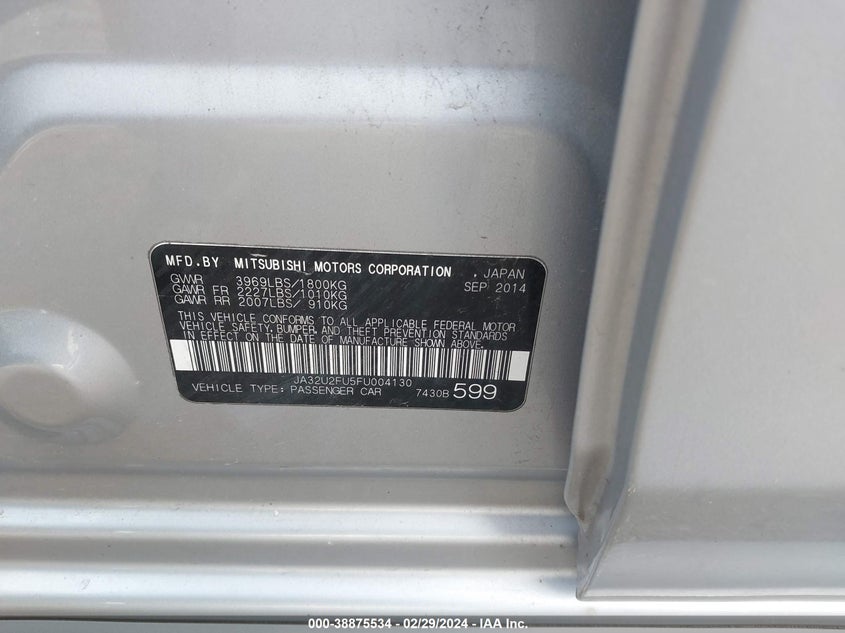 MFD.BY MITSUBISHI MOTORS CORPORATION , JAPAN
GVWR 3969LBS/1800KG SEP 2014
GAWR FR 2227LBS/1010KG
GAWR RR 2007LBS/ 910KG
THIS VEHICLE CONFORMS TO ALL APPLICABLE FEDERAL MOTOR
VEHICLE SAFETY, BUMPER, AND THEFT PREVENTION STANDARDS
IN EFFECT ON THE DATE OF MANUFACTURE SHOWN ABOVE.
JA32U2FU5FU004130
VEHICLE TYPE: PASSENGER CAR 7430B 599
000-38875534 - 02/29/2024 - IAA Inc.